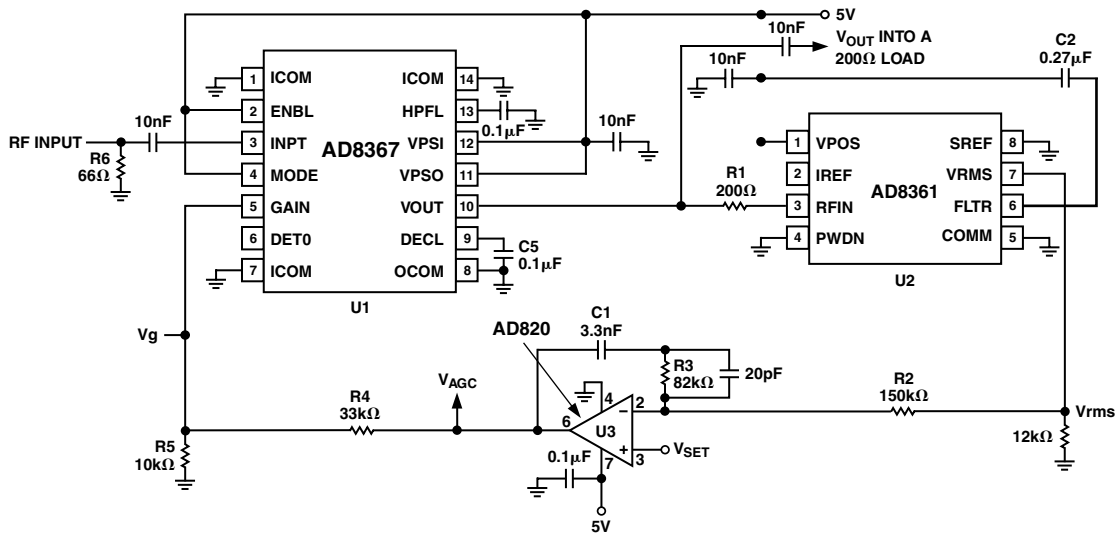 5V
10nF
V_OUT INTO A
200Ω LOAD
C2
0.27µF
10nF
1 ICOM
ICOM 14
2 ENBL
HPFL 13
0.1µF
10nF
RF INPUT
10nF
3 INPT
AD8367
VPSI 12
R6
66Ω
4 MODE
VPSO 11
5 GAIN
VOUT 10
6 DET0
DECL 9
C5
0.1µF
7 ICOM
OCOM 8
U1
R1
200Ω
1 VPOS
SREF 8
2 IREF
AD8361
VRMS 7
3 RFIN
FLTR 6
4 PWDN
COMM 5
U2
Vg
AD820
C1
3.3nF
R3
82kΩ
20pF
V_AGC
R4
33kΩ
R5
10kΩ
4
2
6
U3
−
+
3
7
V_SET
0.1µF
5V
R2
150kΩ
Vrms
12kΩ